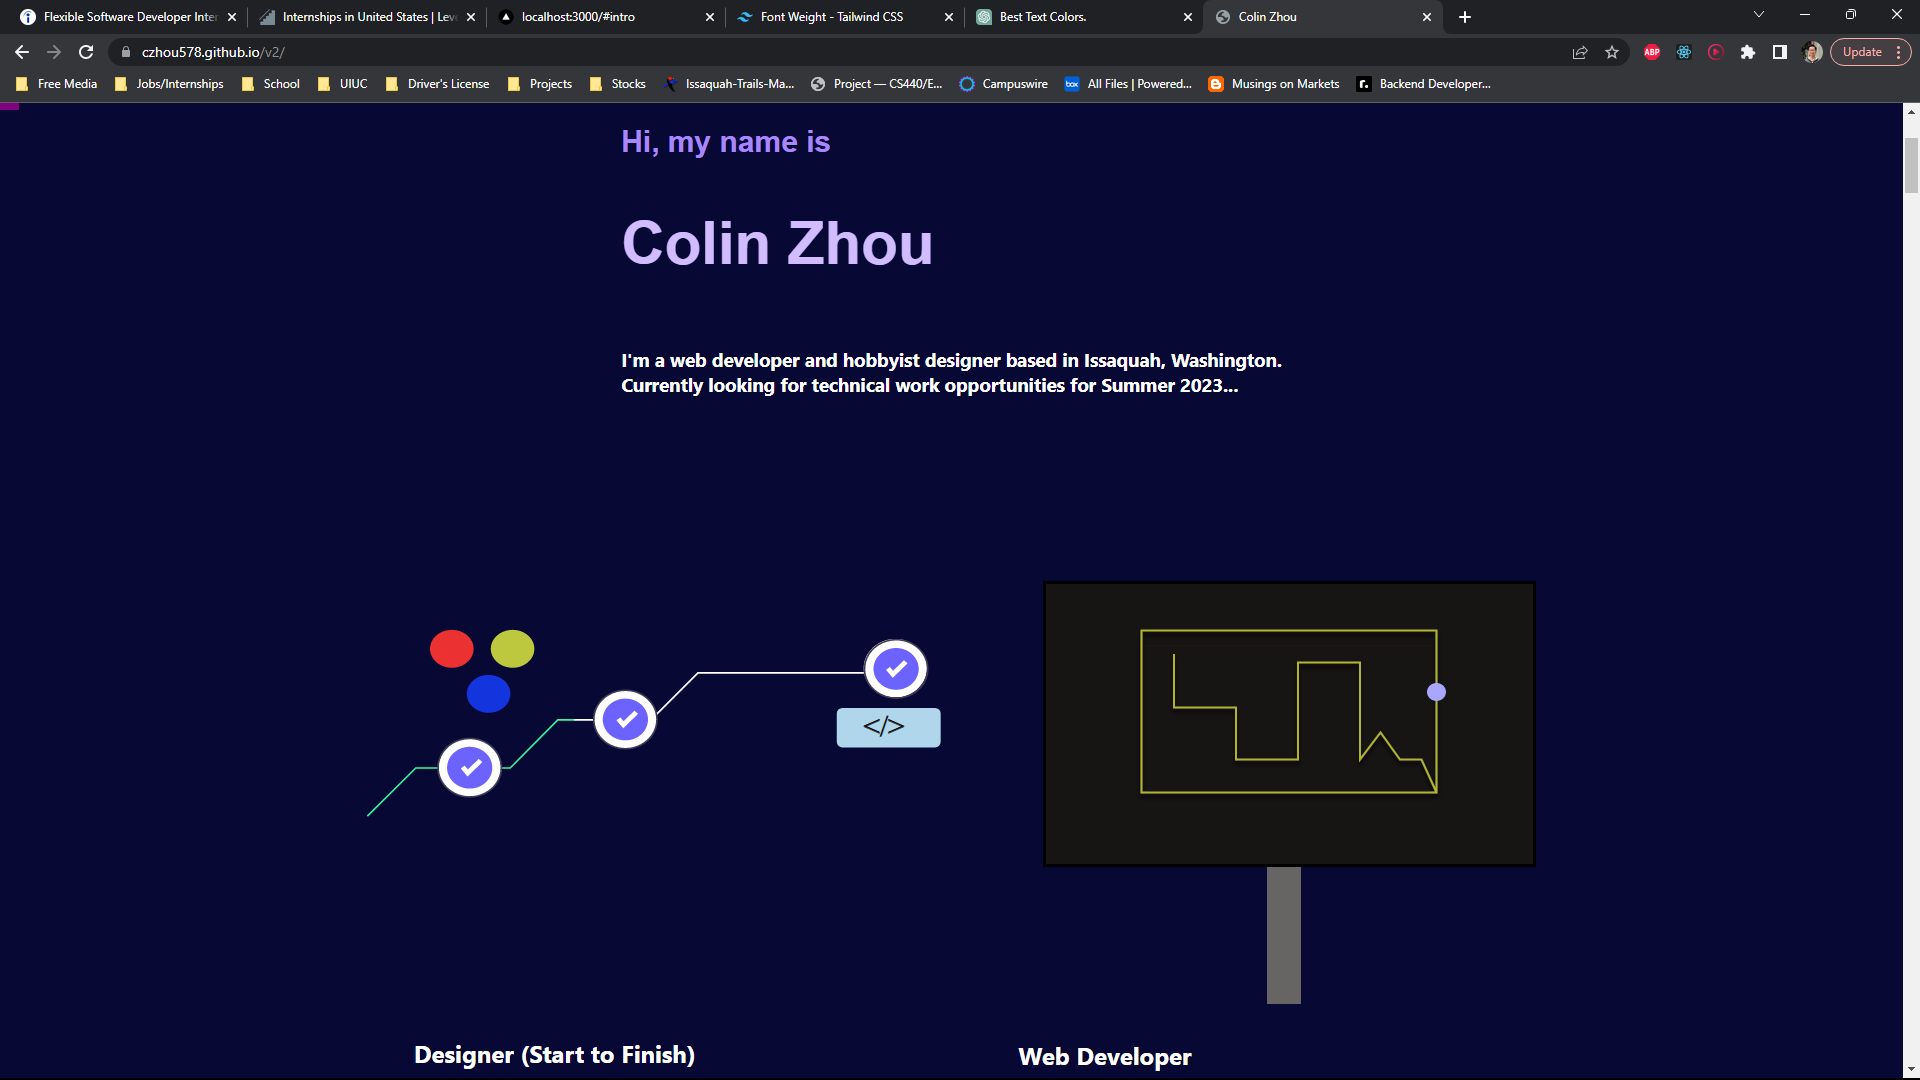 Flexible Software Developer Inter
Internships in United States | Leve
localhost:3000/#intro
Font Weight - Tailwind CSS
Best Text Colors.
Colin Zhou
czhou578.github.io/v2/
ABP
Update
Free Media
Jobs/Internships
School
UIUC
Driver's License
Projects
Stocks
Issaquah-Trails-Ma...
Project — CS440/E...
Campuswire
box
All Files | Powered...
Musings on Markets
r.
Backend Developer...
Hi, my name is
Colin Zhou
I'm a web developer and hobbyist designer based in Issaquah, Washington.
Currently looking for technical work opportunities for Summer 2023...
</>
Designer (Start to Finish)
Web Developer